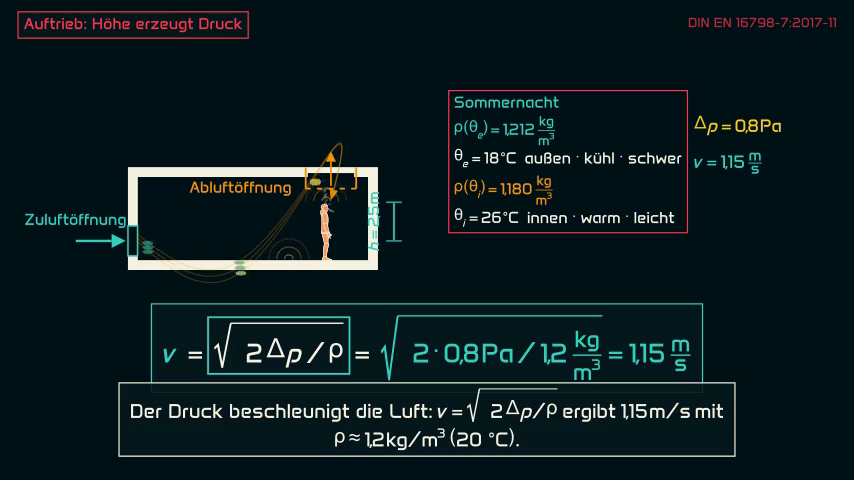 Auftrieb: Höhe erzeugt Druck
DIN EN 16798-7:2017-11
Sommernacht
ρ(θₑ) = 1,212 kg/m³
θₑ = 18°C außen · kühl · schwer
ρ(θᵢ) = 1,180 kg/m³
θᵢ = 26°C innen · warm · leicht
Δp = 0,8Pa
v = 1,15 m/s
Abluftöffnung
Zuluftöffnung
h = 2,5m
v = √ 2Δp/ρ = √ 2·0,8Pa/1,2 kg/m³ = 1,15 m/s
Der Druck beschleunigt die Luft: v = √ 2Δp/ρ ergibt 1,15m/s mit
ρ ≈ 1,2kg/m³ (20 °C).